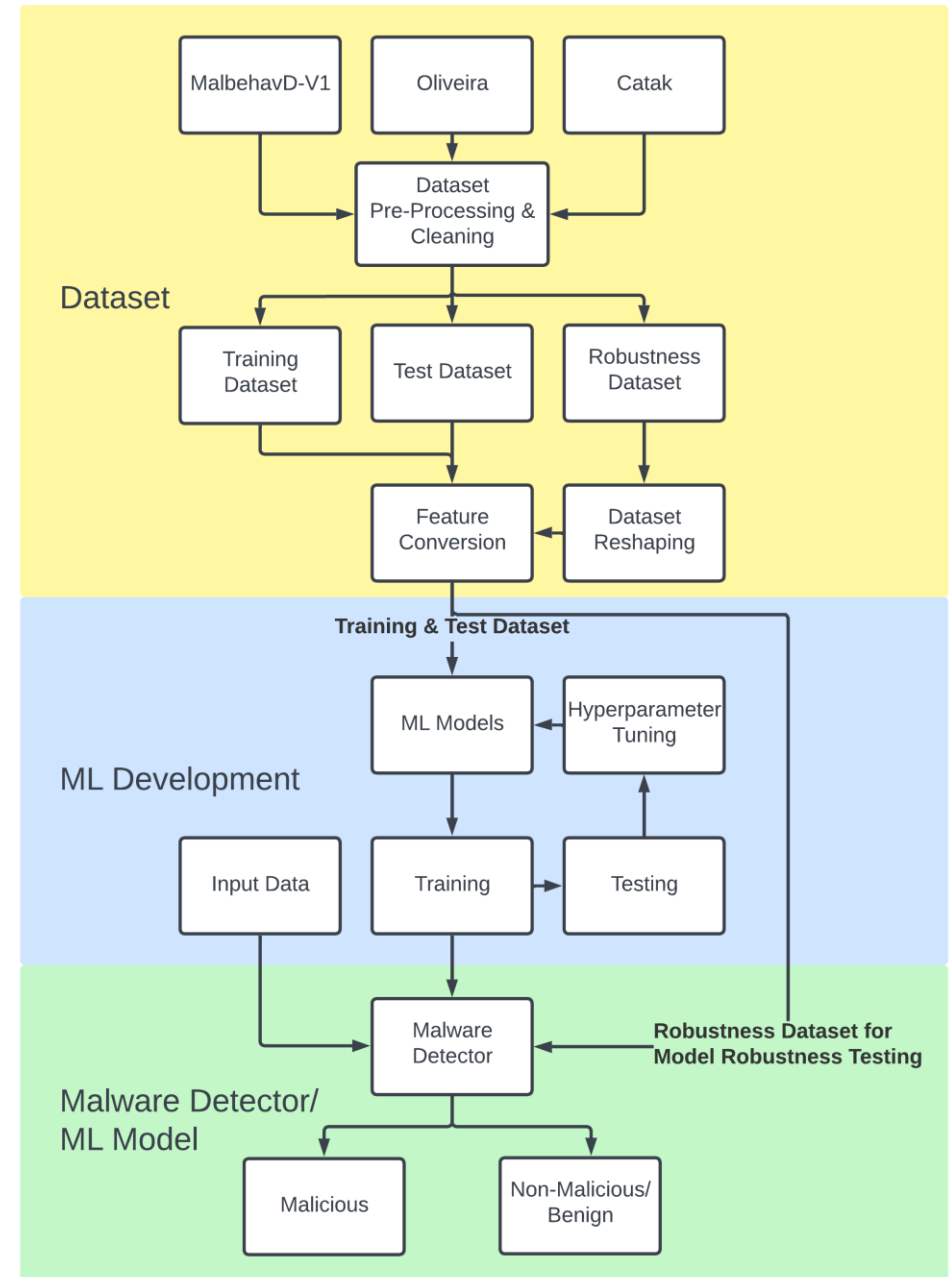 MalbehavD-V1
Oliveira
Catak
Dataset
Pre-Processing &
Cleaning
Dataset
Training
Dataset
Test Dataset
Robustness
Dataset
Feature
Conversion
Dataset
Reshaping
Training & Test Dataset
ML Models
Hyperparameter
Tuning
ML Development
Input Data
Training
Testing
Malware
Detector
Robustness Dataset for
Model Robustness Testing
Malware Detector/
ML Model
Malicious
Non-Malicious/
Benign